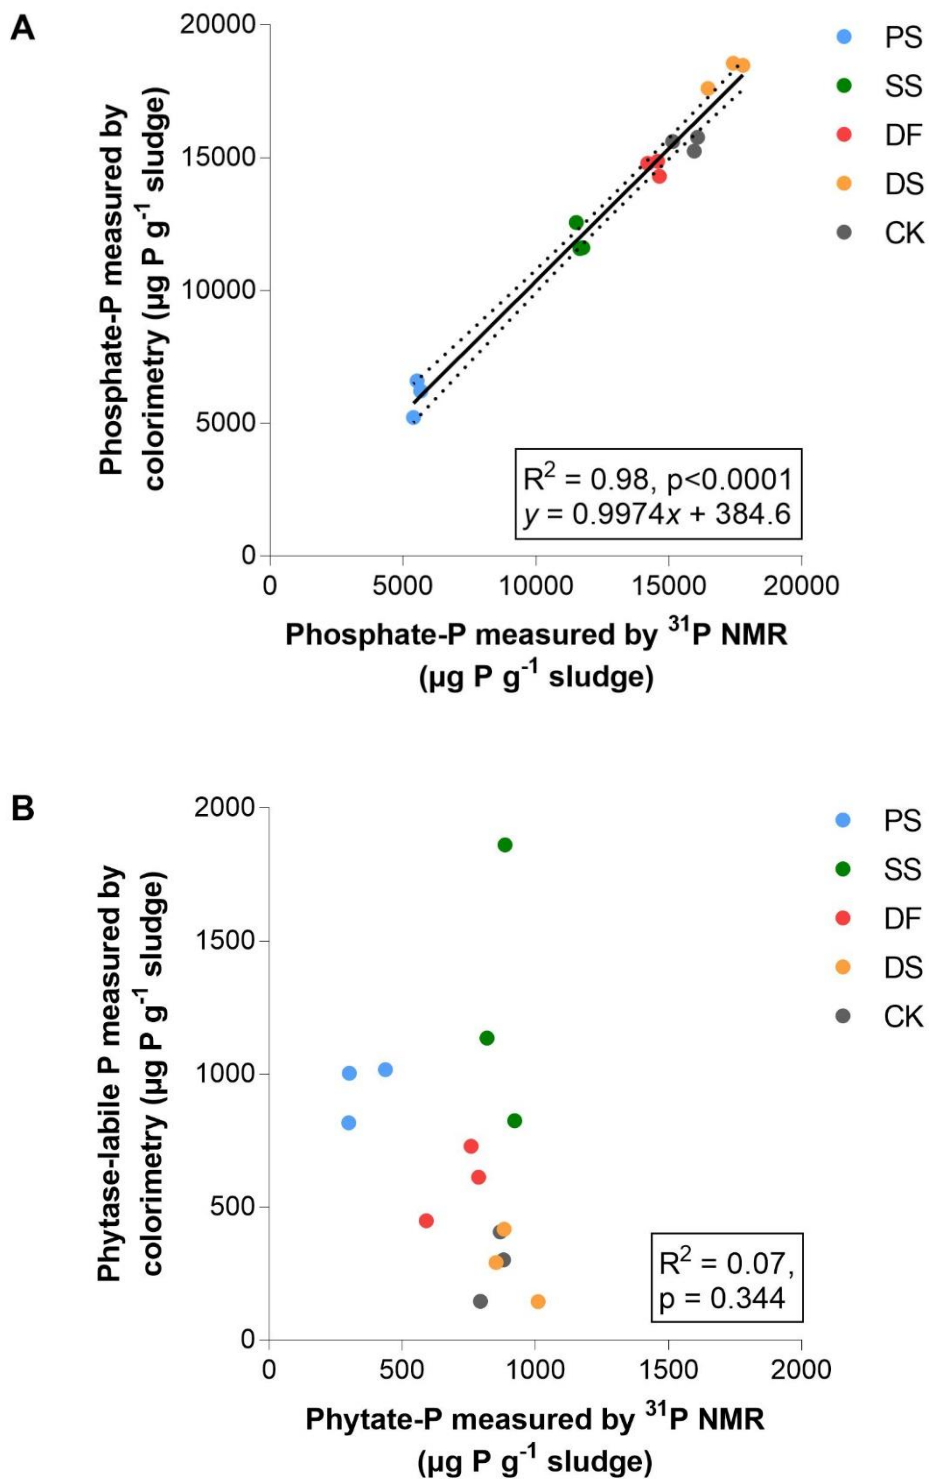 A
20000
15000
10000
5000
0
Phosphate-P measured by
colorimetry (µg P g⁻¹ sludge)
0 5000 10000 15000 20000
Phosphate-P measured by ³¹P NMR
(µg P g⁻¹ sludge)
R² = 0.98, p<0.0001
y = 0.9974x + 384.6
PS
SS
DF
DS
CK
B
2000
1500
1000
500
0
Phytase-labile P measured by
colorimetry (µg P g⁻¹ sludge)
0 500 1000 1500 2000
Phytate-P measured by ³¹P NMR
(µg P g⁻¹ sludge)
R² = 0.07,
p = 0.344
PS
SS
DF
DS
CK